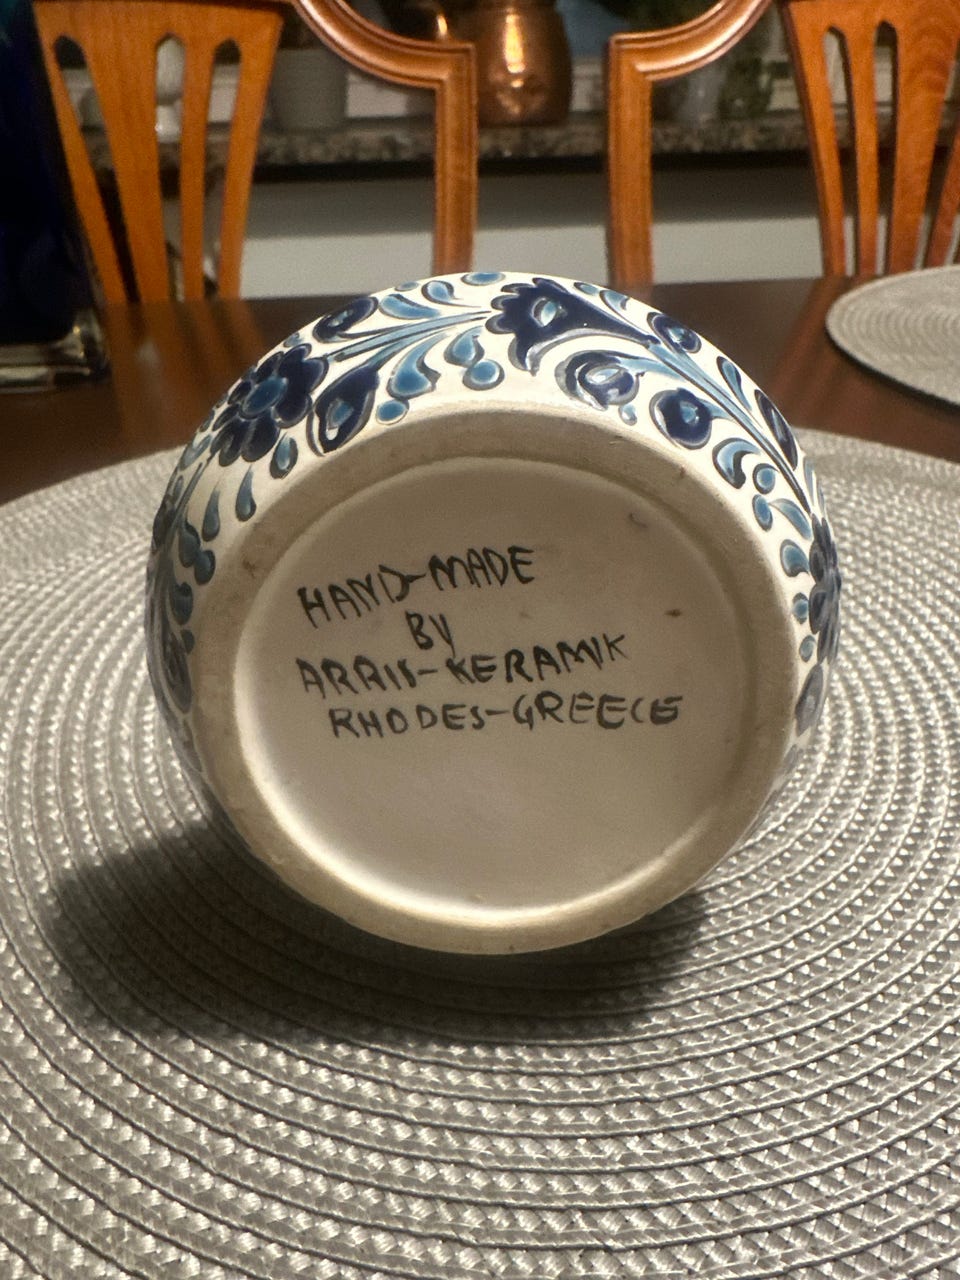 HAND-MADE
BY
ARRIS-KERAMIK
RHODES-GREECE